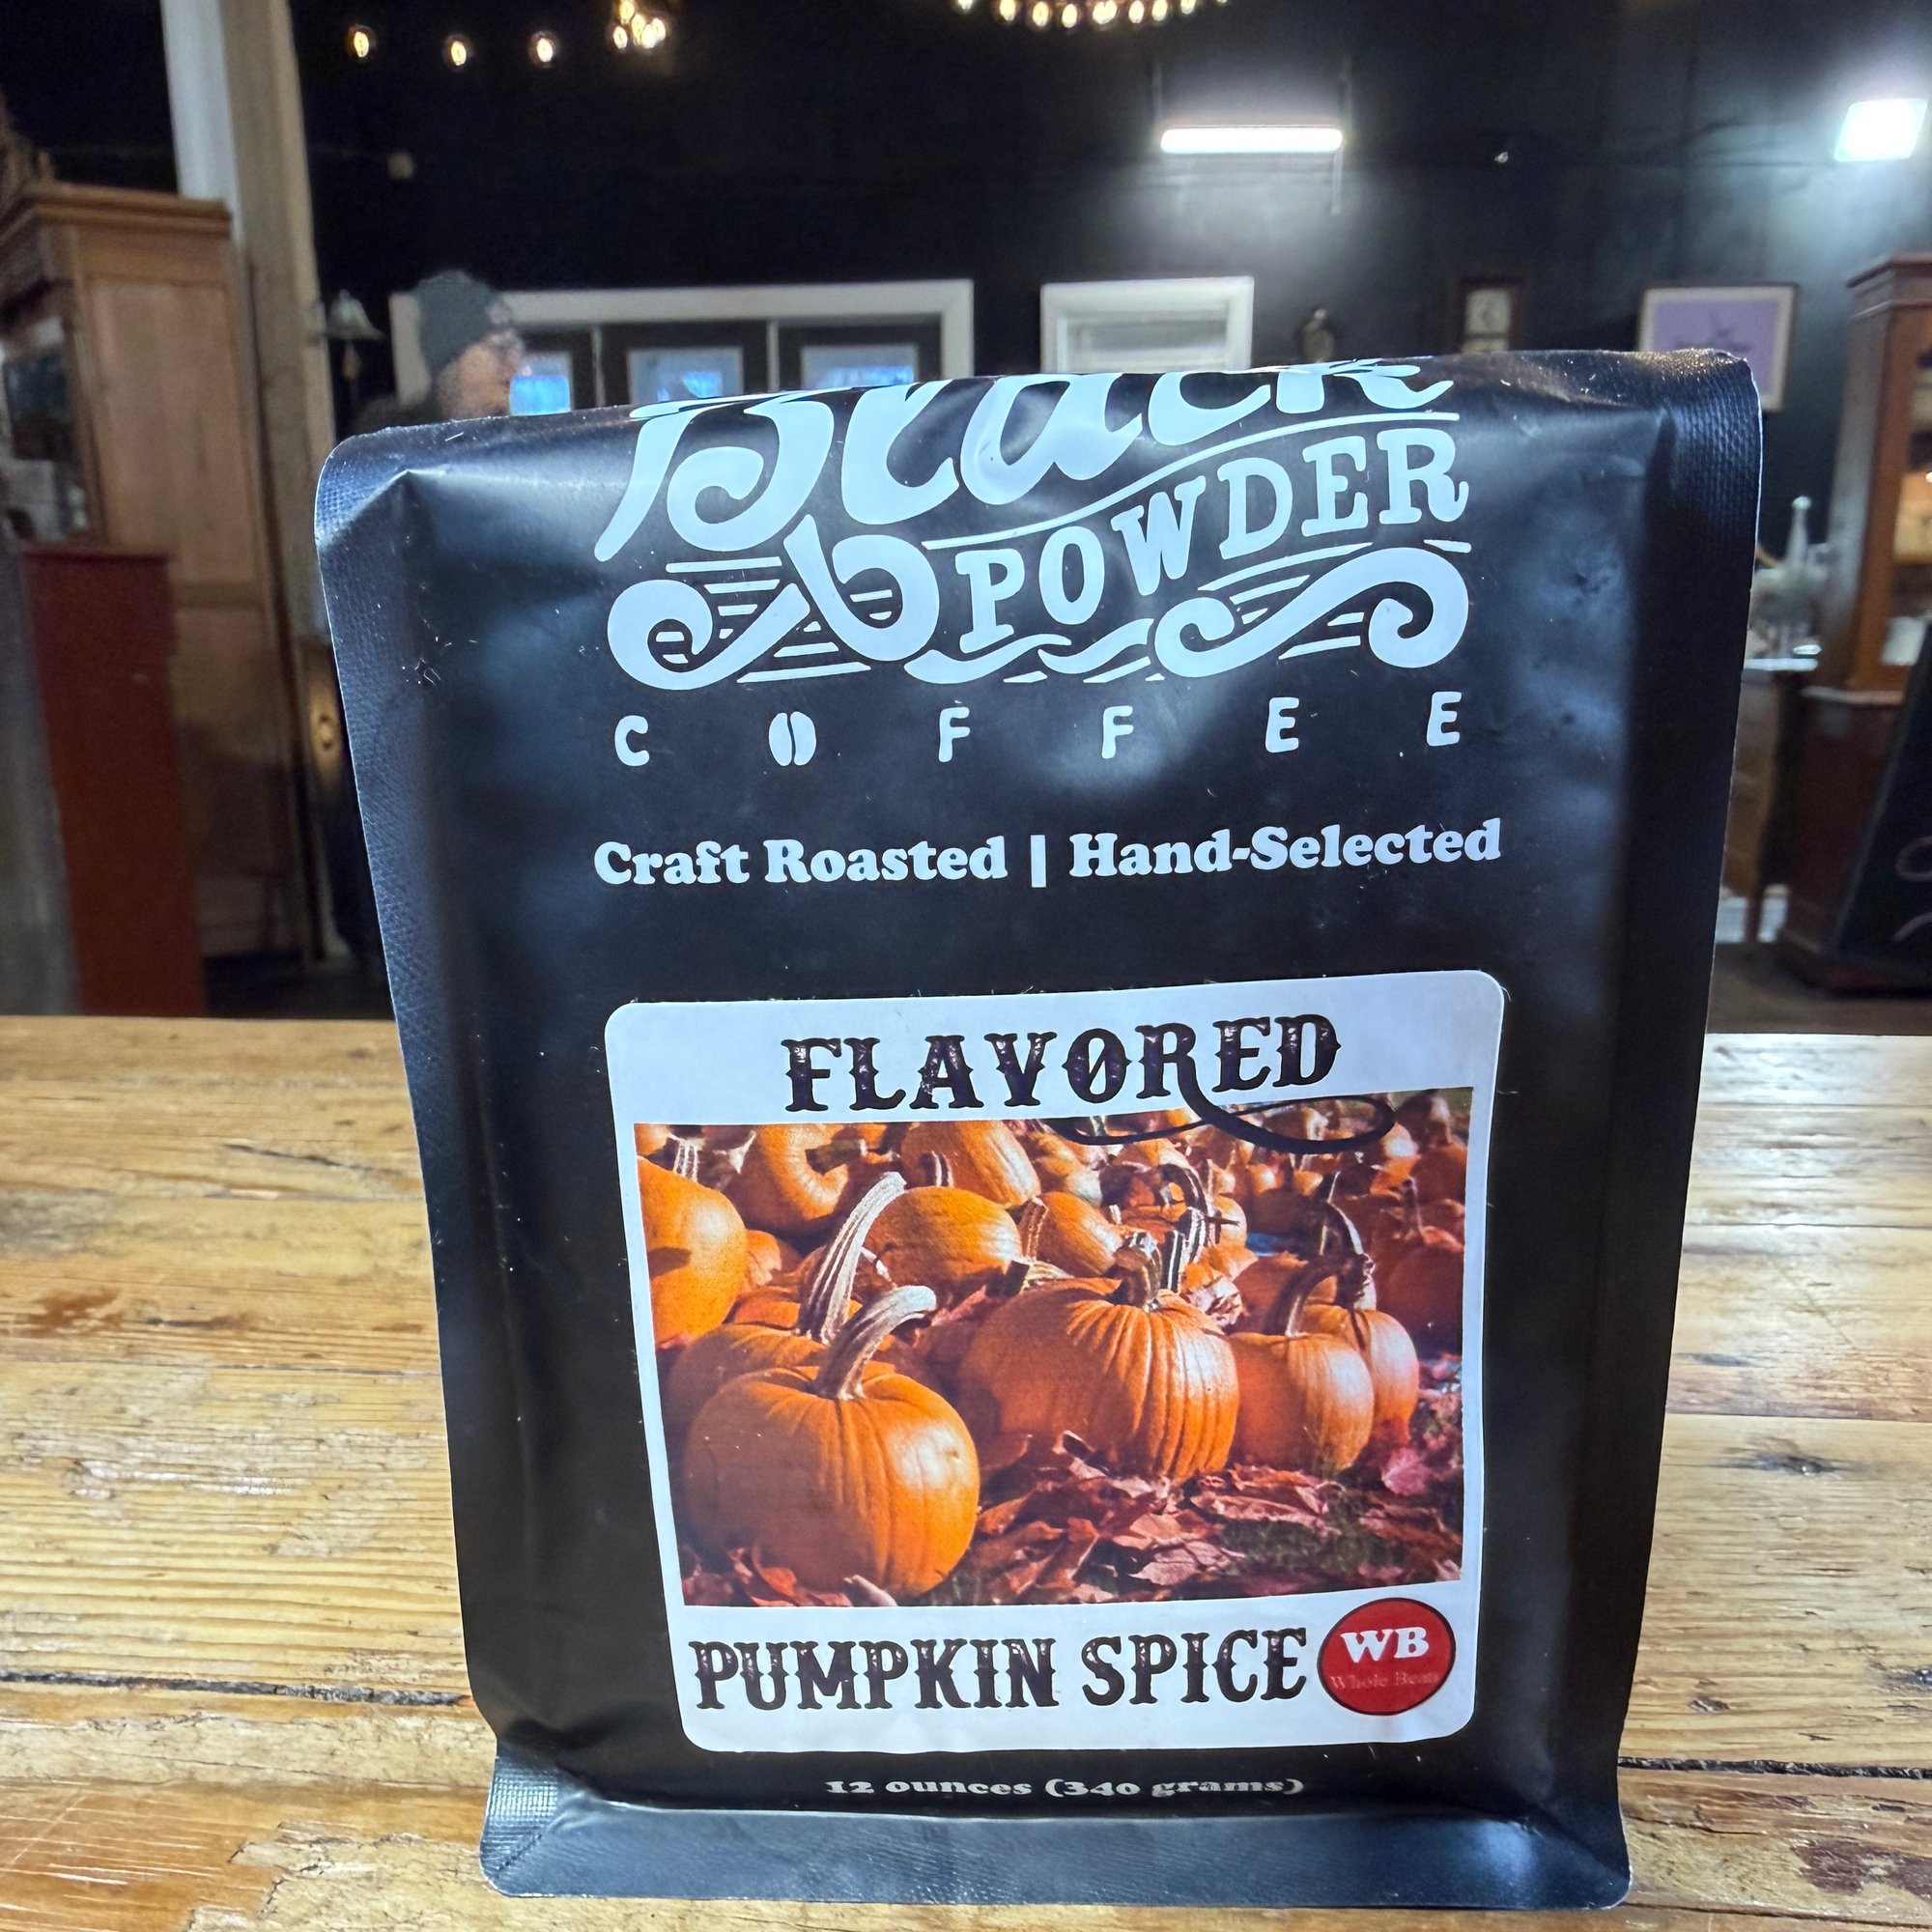 Black
POWDER
COFFEE
Craft Roasted | Hand-Selected
FLAVORED
PUMPKIN SPICE
WB
Whole Bean
12 ounces (340 grams)